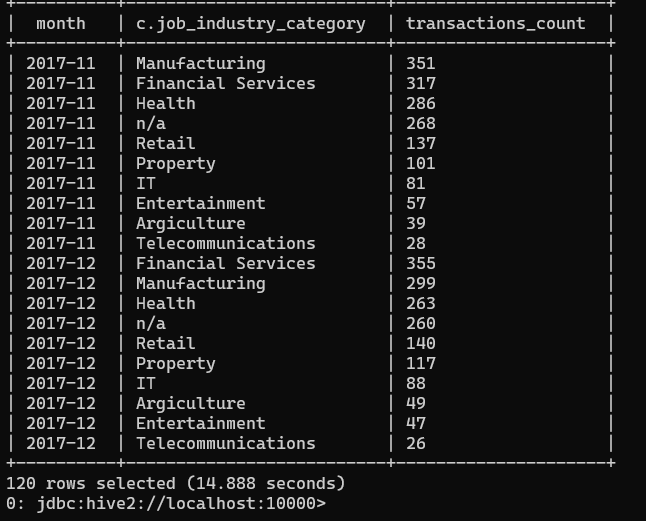 +----------+--------------------------+---------------------+
|  month   | c.job_industry_category  | transactions_count  |
+----------+--------------------------+---------------------+
| 2017-11  | Manufacturing            | 351                 |
| 2017-11  | Financial Services       | 317                 |
| 2017-11  | Health                   | 286                 |
| 2017-11  | n/a                      | 268                 |
| 2017-11  | Retail                   | 137                 |
| 2017-11  | Property                 | 101                 |
| 2017-11  | IT                       | 81                  |
| 2017-11  | Entertainment            | 57                  |
| 2017-11  | Argiculture              | 39                  |
| 2017-11  | Telecommunications       | 28                  |
| 2017-12  | Financial Services       | 355                 |
| 2017-12  | Manufacturing            | 299                 |
| 2017-12  | Health                   | 263                 |
| 2017-12  | n/a                      | 260                 |
| 2017-12  | Retail                   | 140                 |
| 2017-12  | Property                 | 117                 |
| 2017-12  | IT                       | 88                  |
| 2017-12  | Argiculture              | 49                  |
| 2017-12  | Entertainment            | 47                  |
| 2017-12  | Telecommunications       | 26                  |
+----------+--------------------------+---------------------+
120 rows selected (14.888 seconds)
0: jdbc:hive2://localhost:10000>